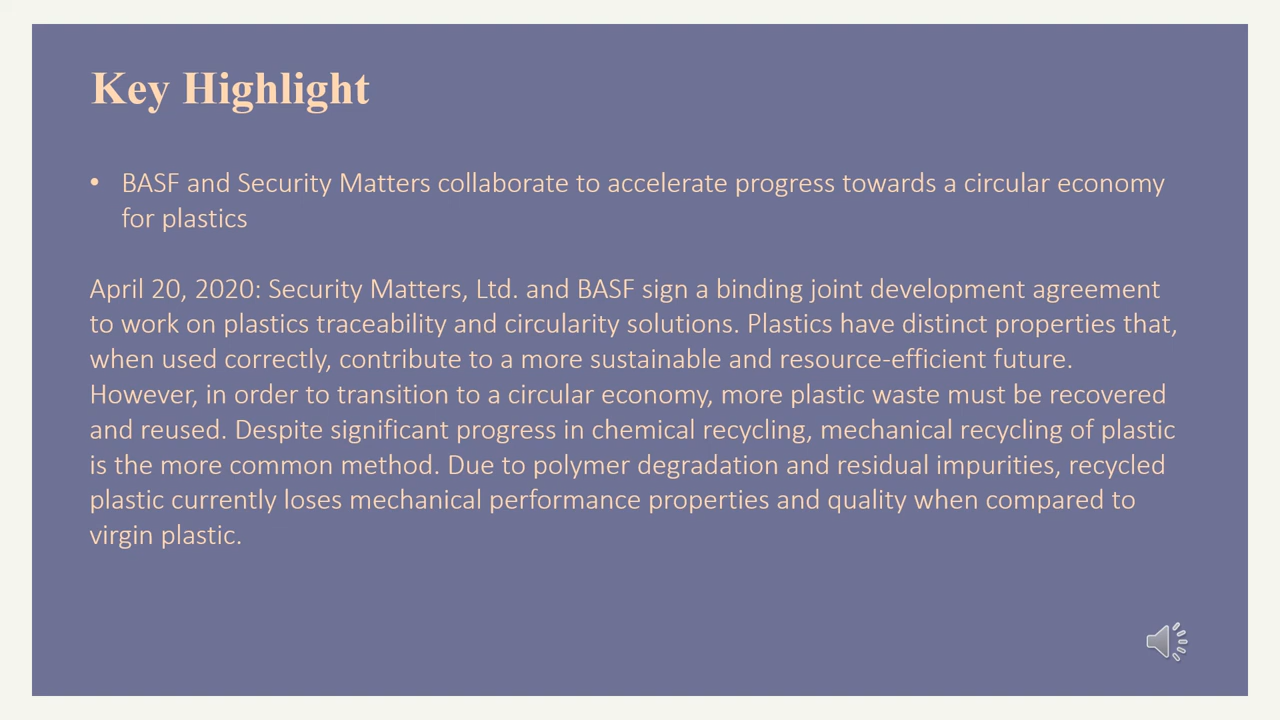 Key Highlight
• BASF and Security Matters collaborate to accelerate progress towards a circular economy
for plastics
April 20, 2020: Security Matters, Ltd. and BASF sign a binding joint development agreement
to work on plastics traceability and circularity solutions. Plastics have distinct properties that,
when used correctly, contribute to a more sustainable and resource-efficient future.
However, in order to transition to a circular economy, more plastic waste must be recovered
and reused. Despite significant progress in chemical recycling, mechanical recycling of plastic
is the more common method. Due to polymer degradation and residual impurities, recycled
plastic currently loses mechanical performance properties and quality when compared to
virgin plastic.